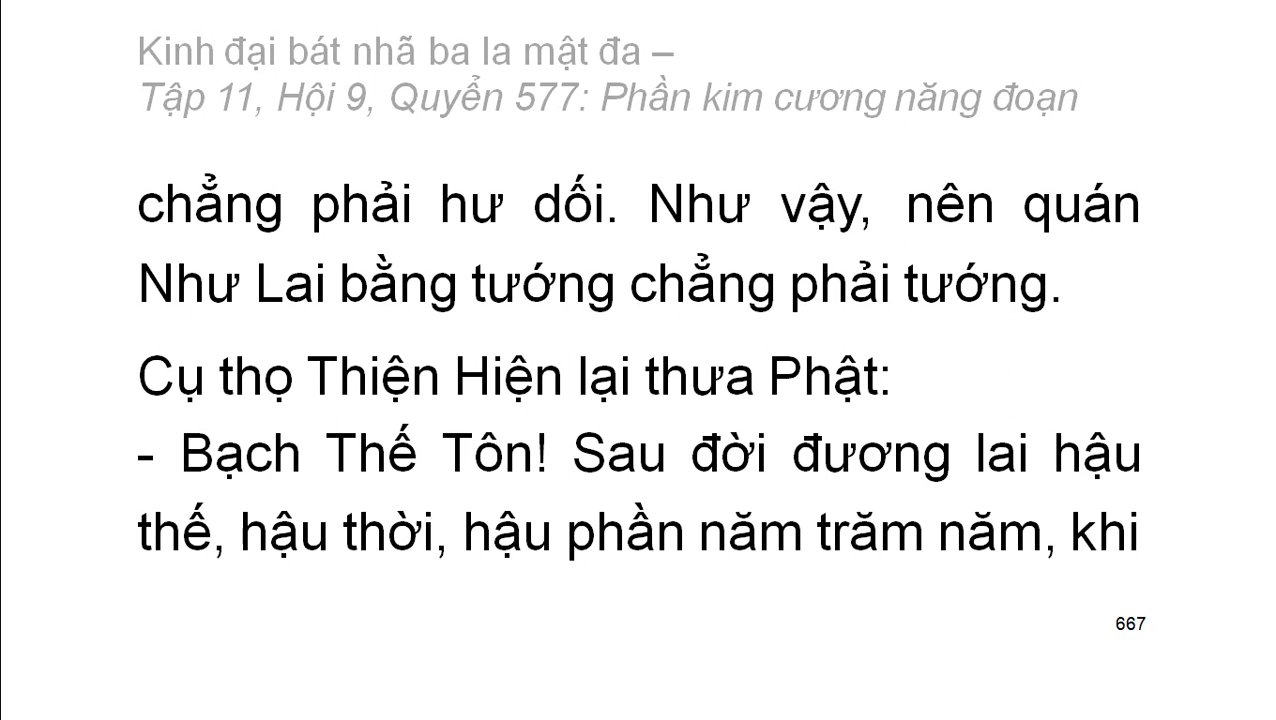 Kinh đại bát nhã ba la mật đa –
Tập 11, Hội 9, Quyển 577: Phần kim cương năng đoạn
chẳng phải hư dối. Như vậy, nên quán
Như Lai bằng tướng chẳng phải tướng.
Cụ thọ Thiện Hiện lại thưa Phật:
- Bạch Thế Tôn! Sau đời đương lai hậu
thế, hậu thời, hậu phần năm trăm năm, khi
667